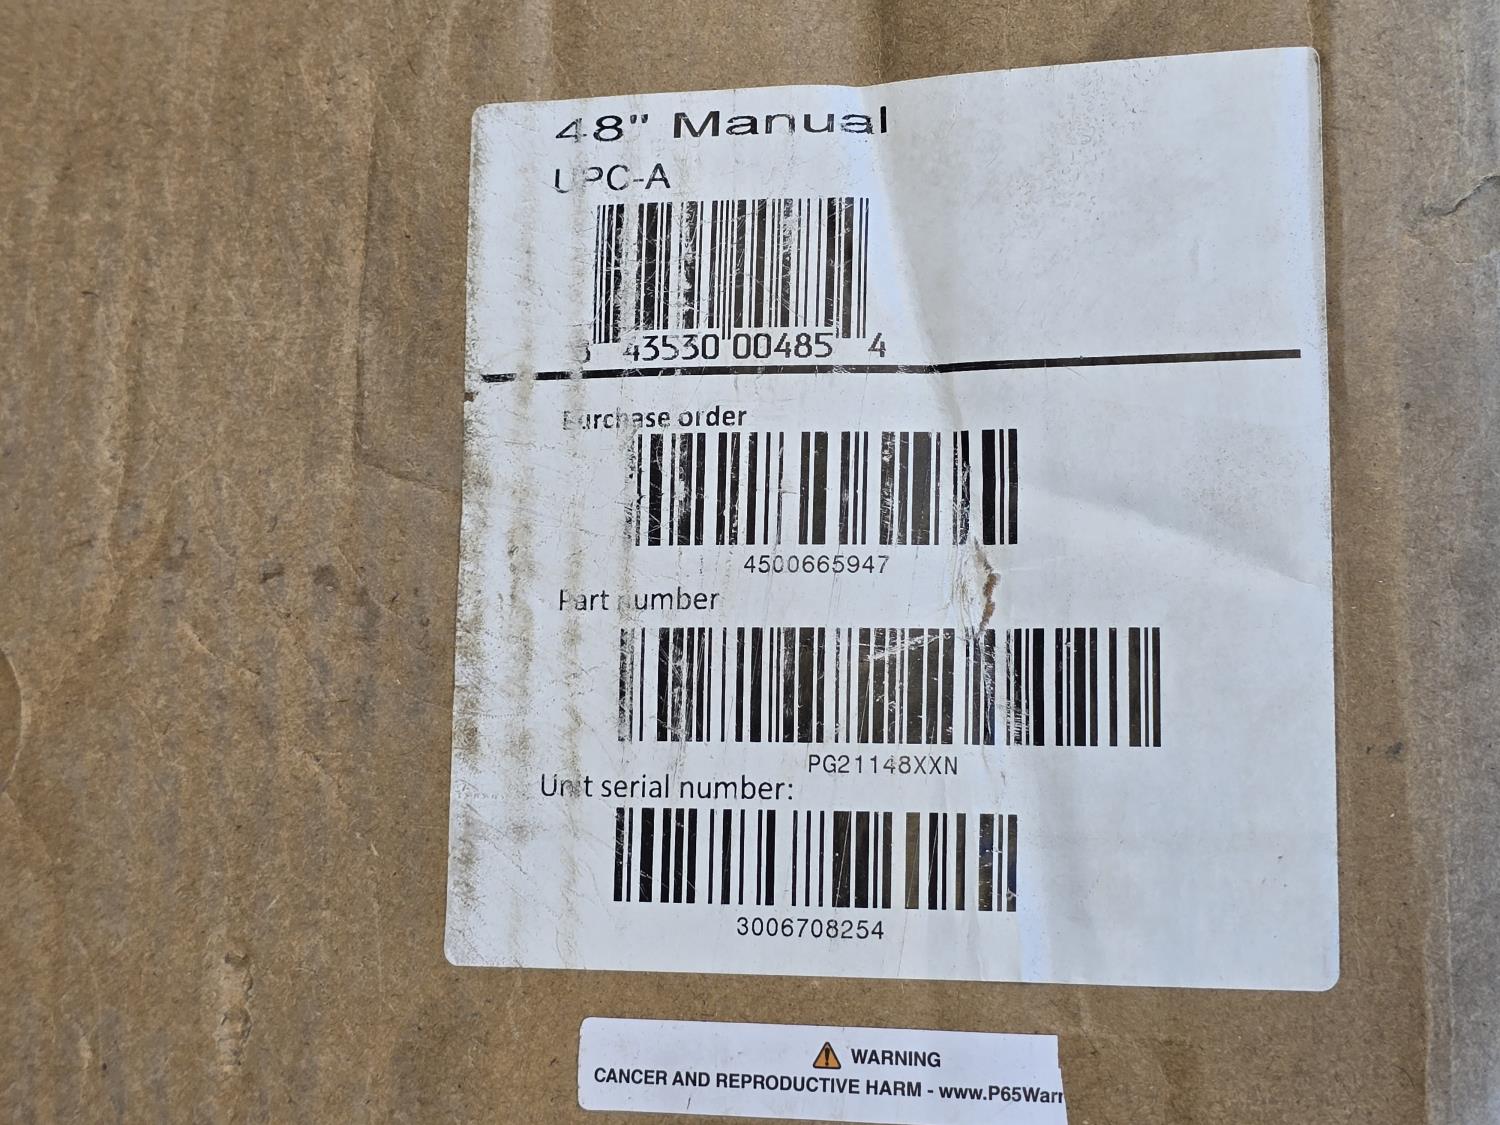 48" Manual
UPC-A
43530 00485 4
Purchase order
4500665947
Part number
PG21148XXN
Unit serial number:
3006708254
WARNING
CANCER AND REPRODUCTIVE HARM - www.P65Warr